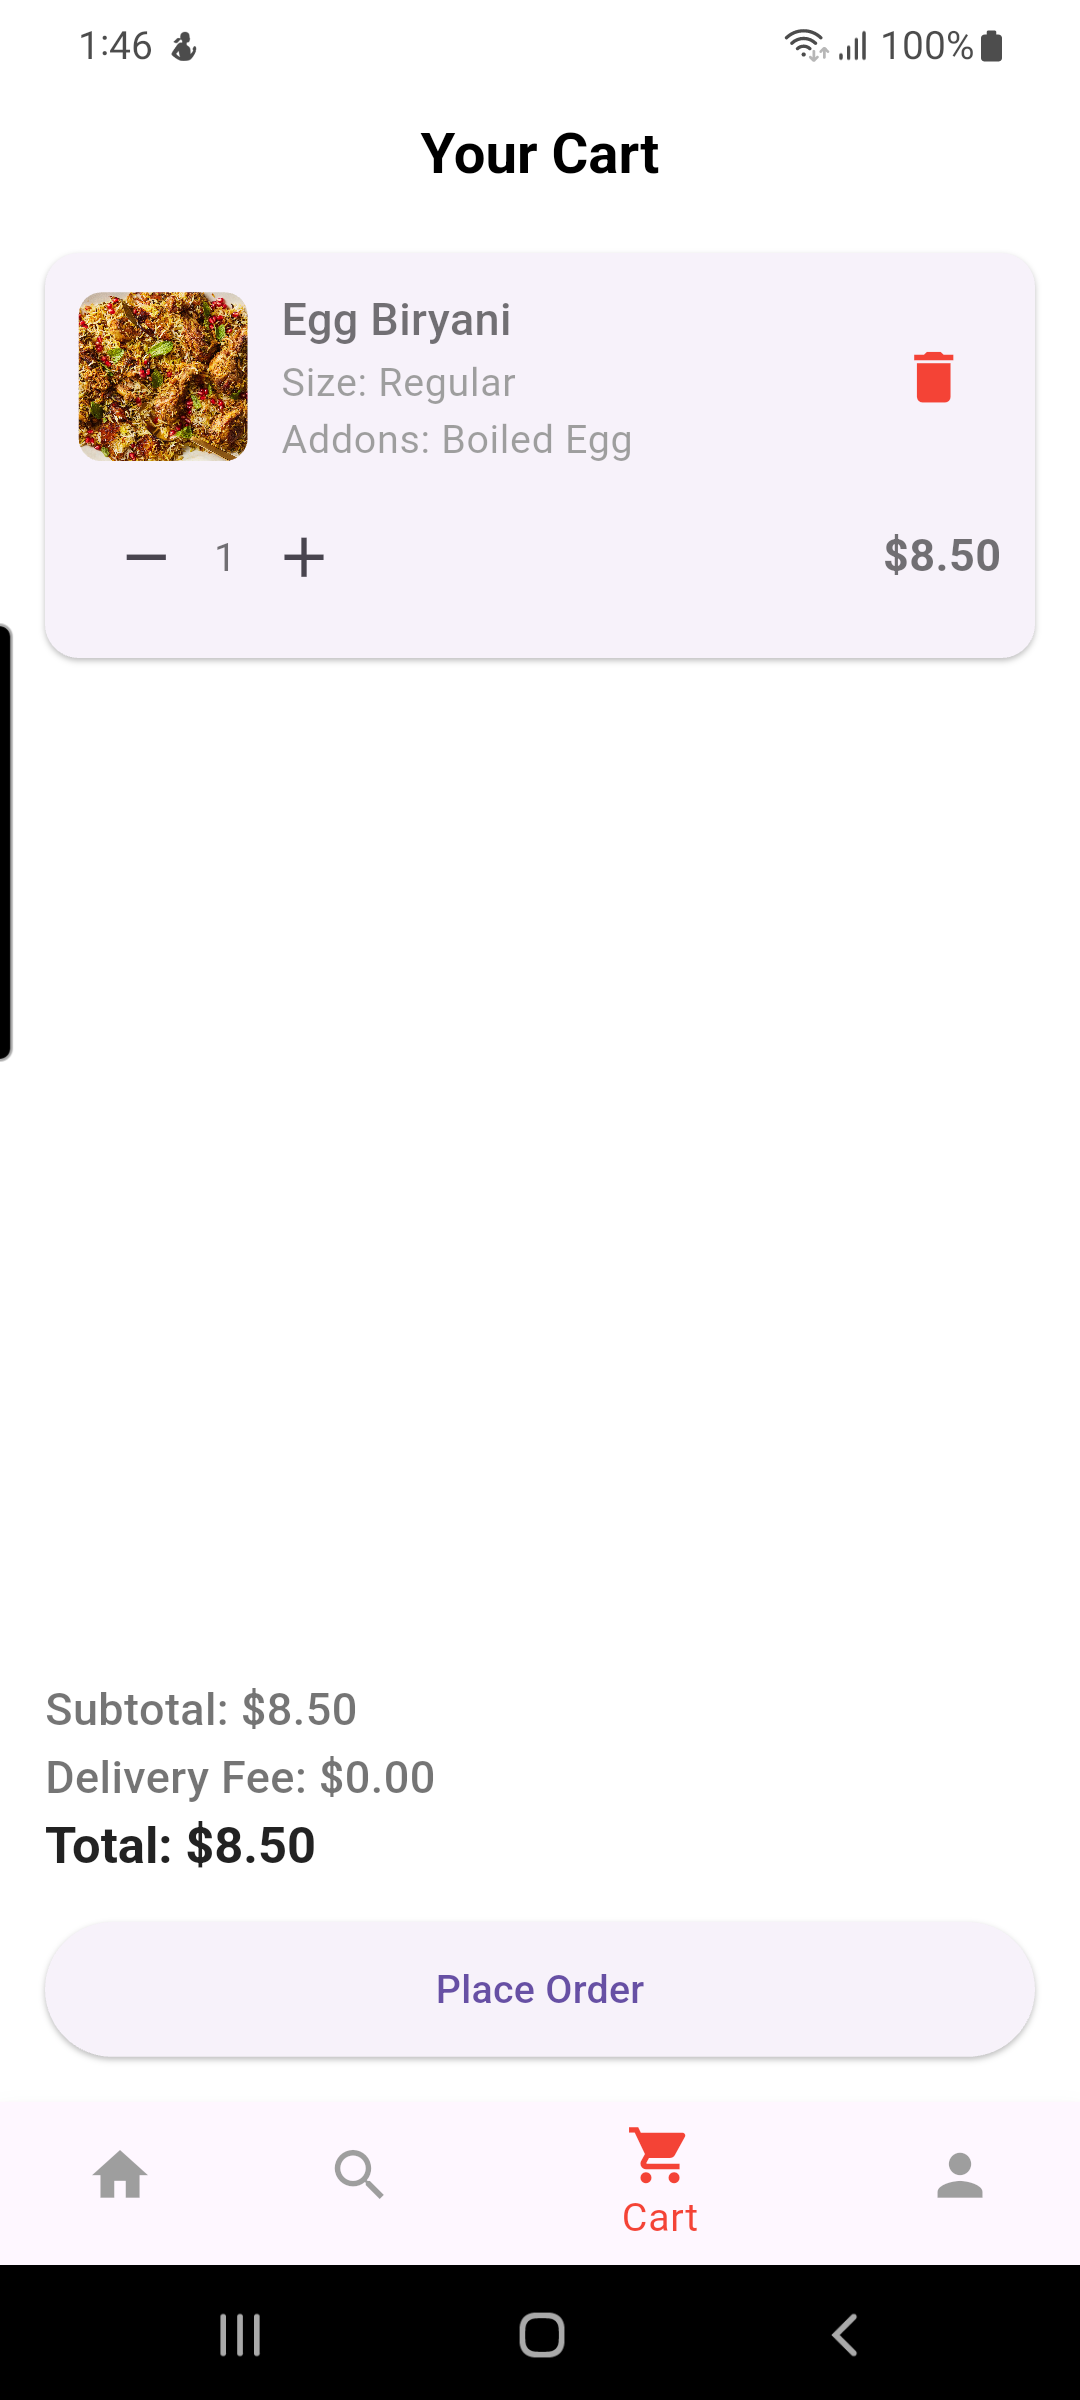 1:46
100%
Your Cart
Egg Biryani
Size: Regular
Addons: Boiled Egg
1
$8.50
Subtotal: $8.50
Delivery Fee: $0.00
Total: $8.50
Place Order
Cart